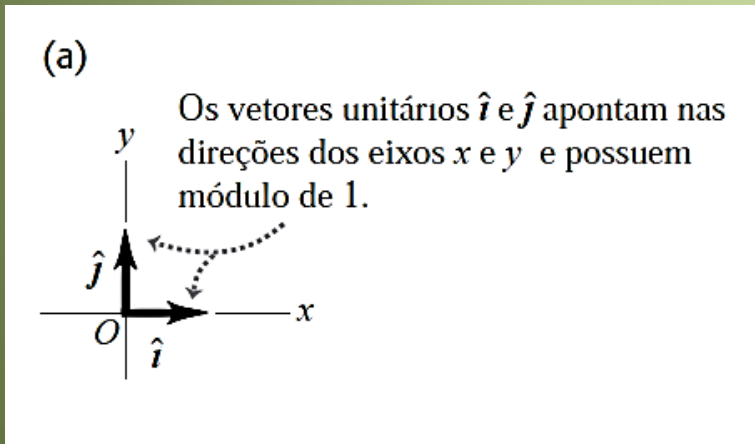 (a)
Os vetores unitários î e ĵ apontam nas
direções dos eixos x e y e possuem
módulo de 1.
y
ĵ
x
O
î